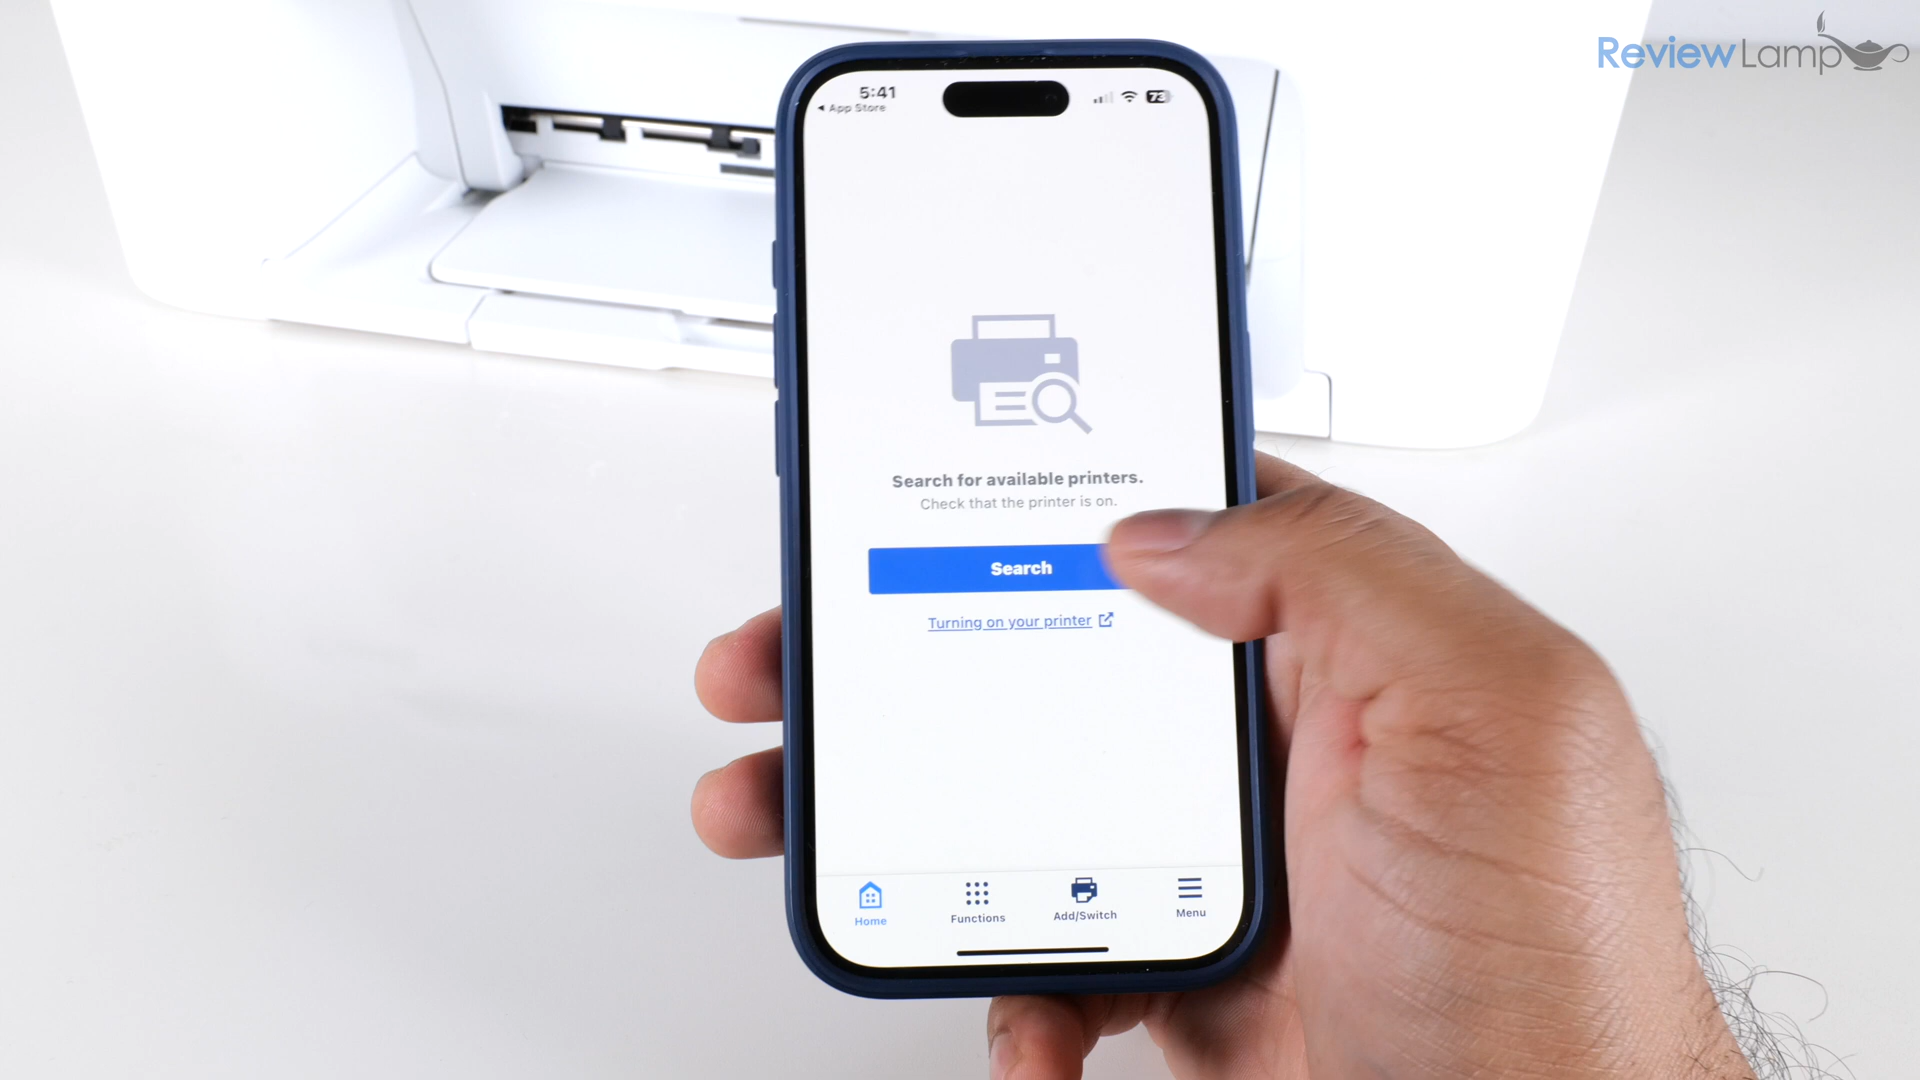 ReviewLamp
5:41
App Store
73
Search for available printers.
Check that the printer is on.
Search
Turning on your printer
Home
Functions
Add/Switch
Menu